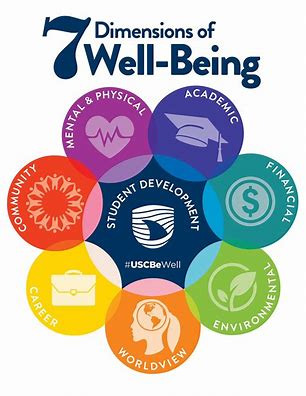 7 Dimensions of
Well-Being
MENTAL & PHYSICAL
ACADEMIC
COMMUNITY
STUDENT DEVELOPMENT
FINANCIAL
$
#USCBeWell
CAREER
ENVIRONMENTAL
WORLDVIEW